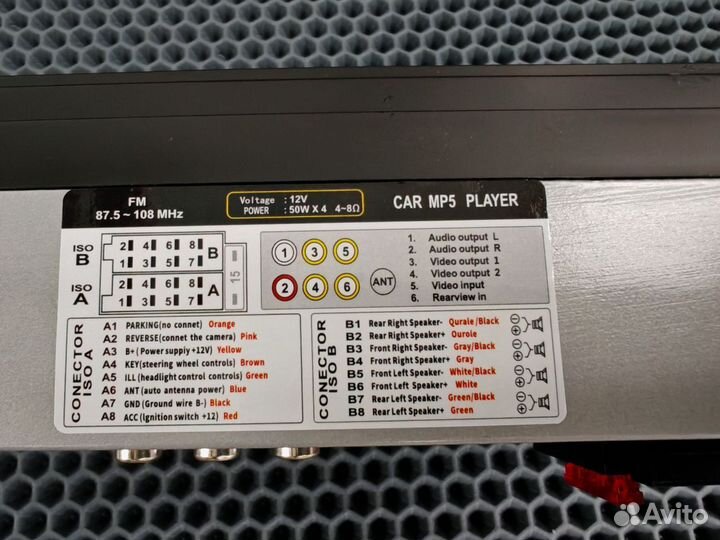 FM
87.5 ~ 108 MHz
Voltage : 12V
POWER : 50W X 4 4~8Ω
CAR MP5 PLAYER
ISO B
2 4 6 8
1 3 5 7
B
ISO A
2 4 6 8
1 3 5 7
A
15
1 3 5
2 4 6
ANT
1. Audio output L
2. Audio output R
3. Video output 1
4. Video output 2
5. Video input
6. Rearview in
CONECTOR
ISO A
A1 PARKING(no connet) Orange
A2 REVERSE(connet the camera) Pink
A3 B+(Power supply+12V) Yellow
A4 KEY(steering wheel controls) Brown
A5 ILL(headlight control controls) Green
A6 ANT(auto antenna power) Blue
A7 GND(Ground wire B-) Black
A8 ACC(Ignition switch +12) Red
CONECTOR
ISO B
B1 Rear Right Speaker- Qurale/Black
B2 Rear Right Speaker+ Ourole
B3 Front Right Speaker- Gray/Black
B4 Front Right Speaker+ Gray
B5 Front Left Speaker- White/Black
B6 Front Left Speaker+ White
B7 Rear Left Speaker- Green/Black
B8 Rear Left Speaker+ Green
Avito